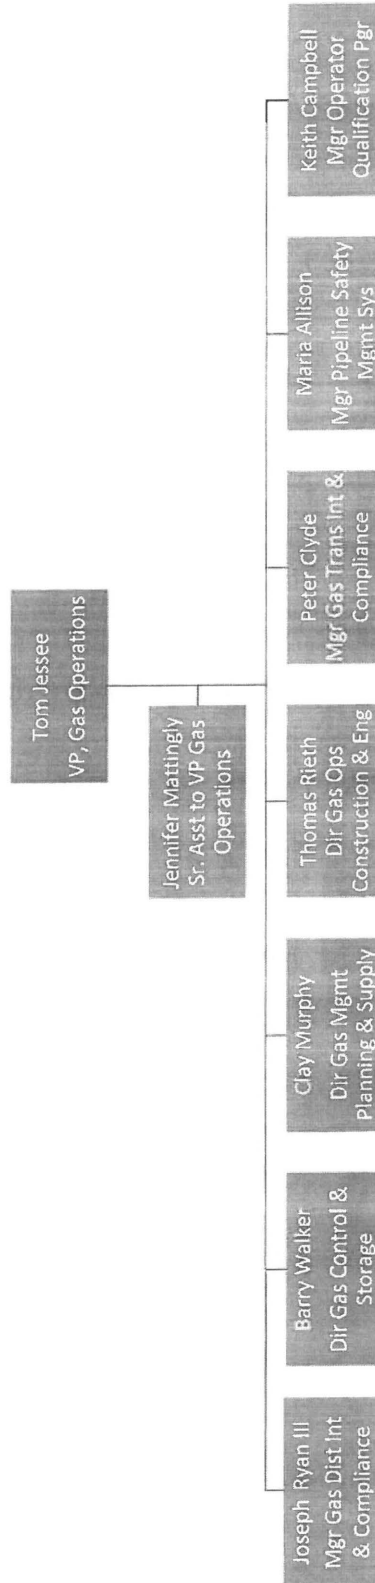 Tom Jessee
VP, Gas Operations
Jennifer Mattingly
Sr. Asst to VP Gas
Operations
Joseph Ryan III
Mgr Gas Dist Int
& Compliance
Barry Walker
Dir Gas Control &
Storage
Clay Murphy
Dir Gas Mgmt
Planning & Supply
Thomas Rieth
Dir Gas Ops
Construction & Eng
Peter Clyde
Mgr Gas Trans Int &
Compliance
Maria Allison
Mgr Pipeline Safety
Mgmt Sys
Keith Campbell
Mgr Operator
Qualification Pgr